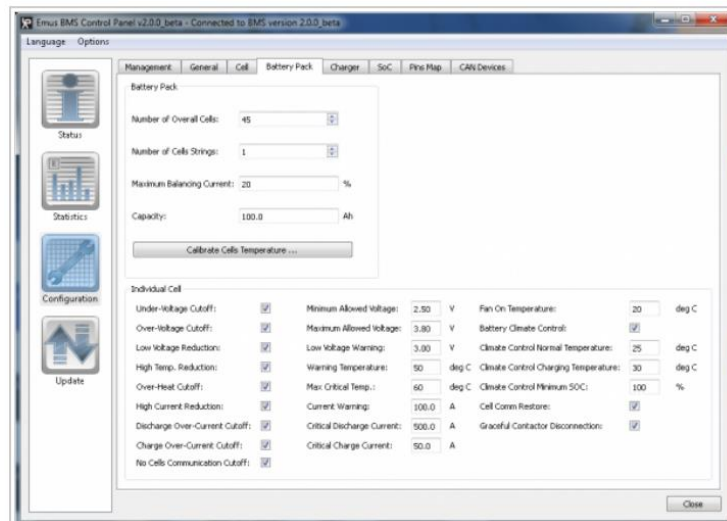 Emus BMS Control Panel v2.0.0_beta - Connected to BMS version 2.0.0_beta
Language Options
Management General Cell Battery Pack Charger SoC Pins Map CAN Devices
Status
Statistics
Configuration
Update
Battery Pack
Number of Overall Cells: 45
Number of Cells Strings: 1
Maximum Balancing Current: 20 %
Capacity: 100.0 Ah
Calibrate Cells Temperature ...
Individual Cell
Under-Voltage Cutoff: Minimum Allowed Voltage: 2.50 V Fan On Temperature: 20 deg C
Over-Voltage Cutoff: Maximum Allowed Voltage: 3.80 V Battery Climate Control:
Low Voltage Reduction: Low Voltage Warning: 3.00 V Climate Control Normal Temperature: 25 deg C
High Temp. Reduction: Warning Temperature: 50 deg C Climate Control Charging Temperature: 30 deg C
Over-Heat Cutoff: Max Critical Temp.: 60 deg C Climate Control Minimum SOC: 100 %
High Current Reduction: Current Warning: 100.0 A Cell Comm Restore:
Discharge Over-Current Cutoff: Critical Discharge Current: 500.0 A Graceful Contactor Disconnection:
Charge Over-Current Cutoff: Critical Charge Current: 50.0 A
No Cells Communication Cutoff:
Close